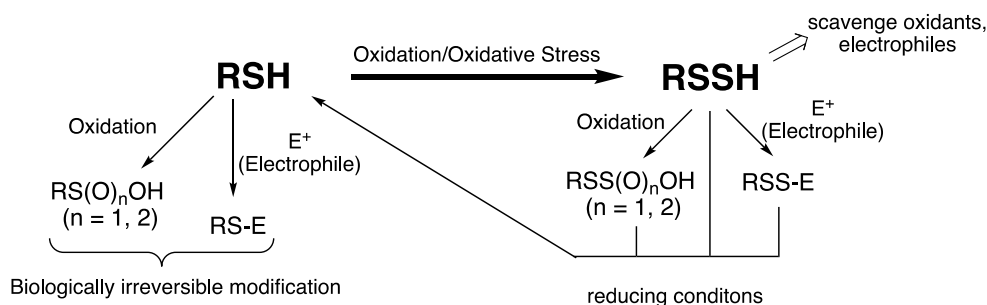 scavenge oxidants,
electrophiles
Oxidation/Oxidative Stress
RSH
RSSH
Oxidation
E+
(Electrophile)
Oxidation
E+
(Electrophile)
RS(O)nOH
(n = 1, 2)
RS-E
RSS(O)nOH
(n = 1, 2)
RSS-E
Biologically irreversible modification
reducing conditons